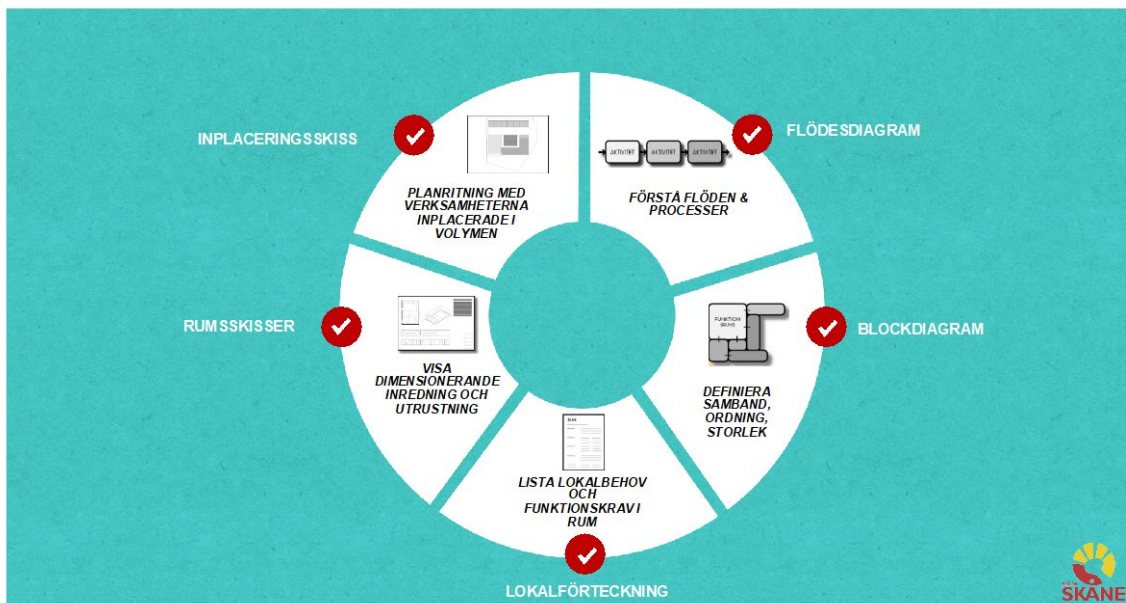 INPLACERINGSSKISS
FLÖDESDIAGRAM
AKTIVITET
AKTIVITET
AKTIVITET
PLANRITNING MED
VERKSAMHETERNA
INPLACERADE I
VOLYMEN
FÖRSTÅ FLÖDEN &
PROCESSER
RUMSSKISSER
BLOCKDIAGRAM
FUNKTION
(RUM)
VISA
DIMENSIONERANDE
INREDNING OCH
UTRUSTNING
DEFINIERA
SAMBAND,
ORDNING,
STORLEK
RUM
LISTA LOKALBEHOV
OCH
FUNKTIONSKRAV I
RUM
LOKALFÖRTECKNING
SKÅNE